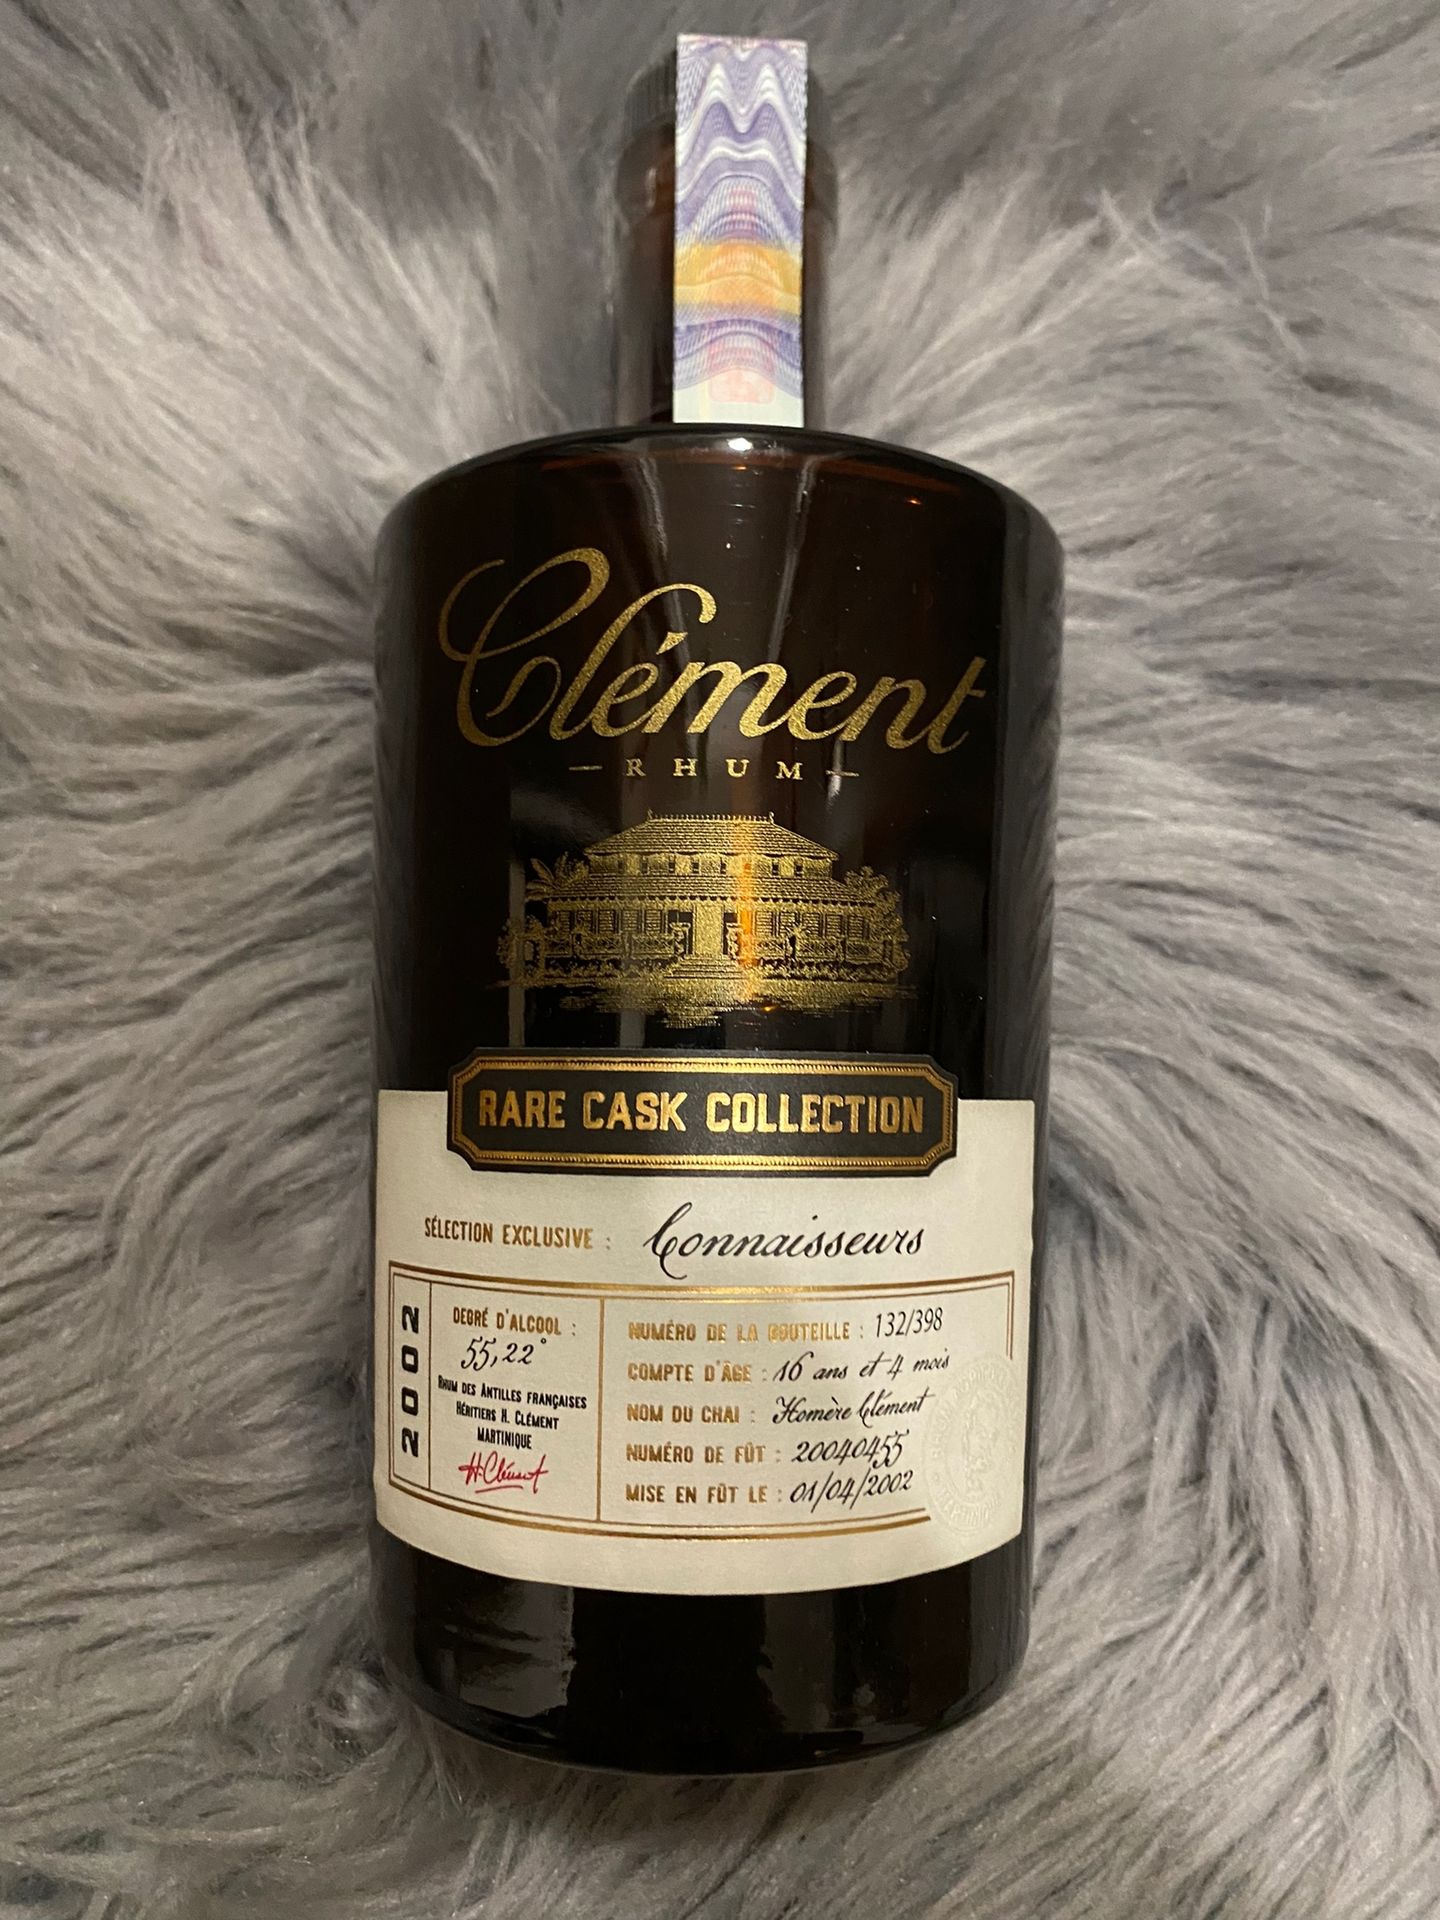 Clément
RHUM
RARE CASK COLLECTION
SÉLECTION EXCLUSIVE : Connaisseurs
2002
DEGRÉ D'ALCOOL :
55,22°
RHUM DES ANTILLES FRANÇAISES
HÉRITIERS H. CLÉMENT
MARTINIQUE
H. Clément
NUMÉRO DE LA BOUTEILLE : 132/398
COMPTE D'ÂGE : 16 ans et 4 mois
NOM DU CHAI : Homère Clément
NUMÉRO DE FÛT : 20040455
MISE EN FÛT LE : 01/04/2002